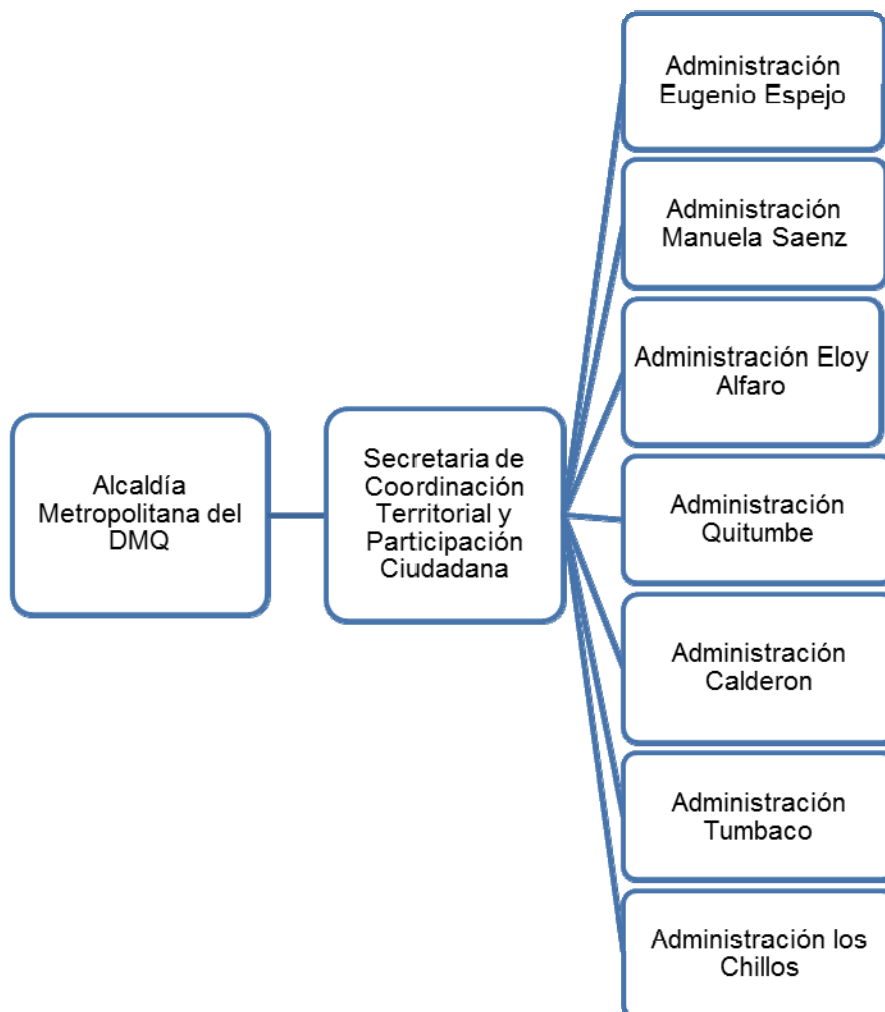 Alcaldía
Metropolitana del
DMQ
Secretaria de
Coordinación
Territorial y
Participación
Ciudadana
Administración
Eugenio Espejo
Administración
Manuela Saenz
Administración Eloy
Alfaro
Administración
Quitumbe
Administración
Calderon
Administración
Tumbaco
Administración los
Chillos